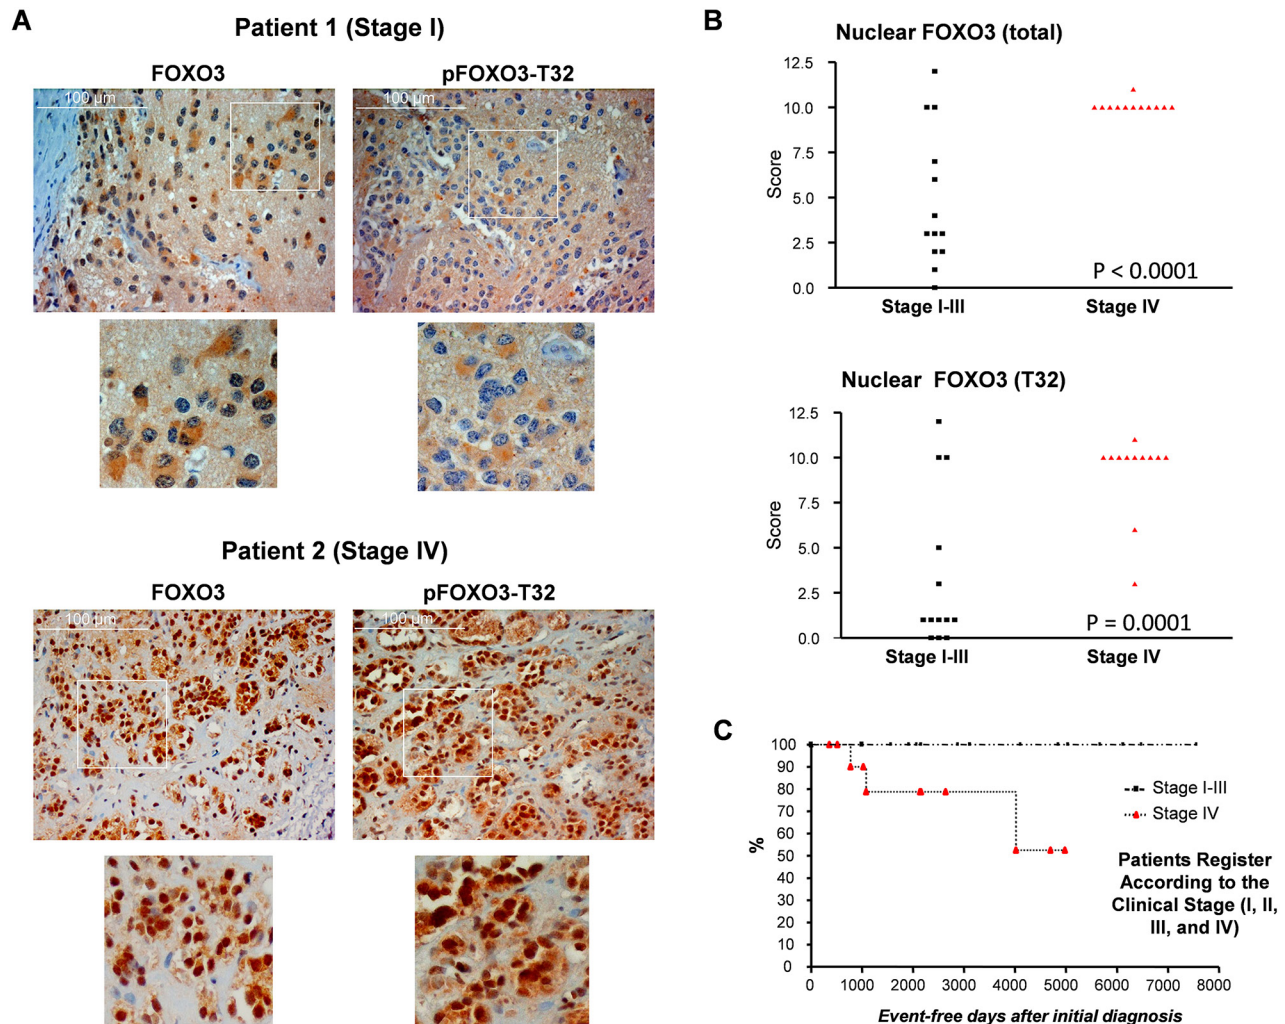 A
Patient 1 (Stage I)
FOXO3
pFOXO3-T32
100 µm
100 µm
Patient 2 (Stage IV)
FOXO3
pFOXO3-T32
100 µm
100 µm
B
Nuclear FOXO3 (total)
12.5
10.0
7.5
5.0
2.5
0.0
Score
P < 0.0001
Stage I-III
Stage IV
Nuclear FOXO3 (T32)
12.5
10.0
7.5
5.0
2.5
0.0
Score
P = 0.0001
Stage I-III
Stage IV
C
100
90
80
70
60
50
40
30
20
10
0
%
Stage I-III
Stage IV
Patients Register
According to the
Clinical Stage (I, II,
III, and IV)
0 1000 2000 3000 4000 5000 6000 7000 8000
Event-free days after initial diagnosis